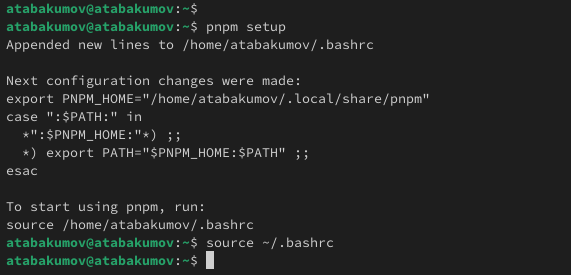 atabakumov@atabakumov:~$
atabakumov@atabakumov:~$ pnpm setup
Appended new lines to /home/atabakumov/.bashrc

Next configuration changes were made:
export PNPM_HOME="/home/atabakumov/.local/share/pnpm"
case ":$PATH:" in
  *":$PNPM_HOME:"*) ;;
  *) export PATH="$PNPM_HOME:$PATH" ;;
esac

To start using pnpm, run:
source /home/atabakumov/.bashrc
atabakumov@atabakumov:~$ source ~/.bashrc
atabakumov@atabakumov:~$